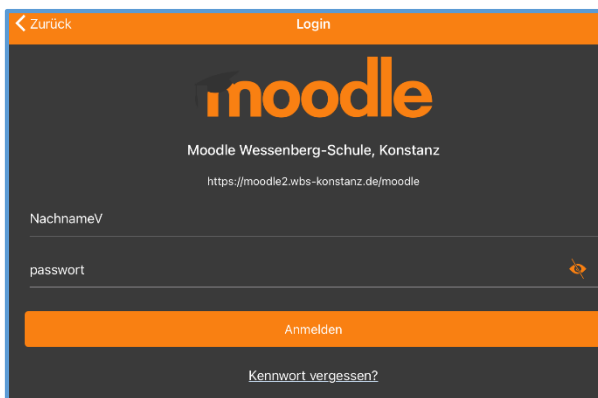 Zurück
Login
moodle
Moodle Wessenberg-Schule, Konstanz
https://moodle2.wbs-konstanz.de/moodle
NachnameV
passwort
Anmelden
Kennwort vergessen?